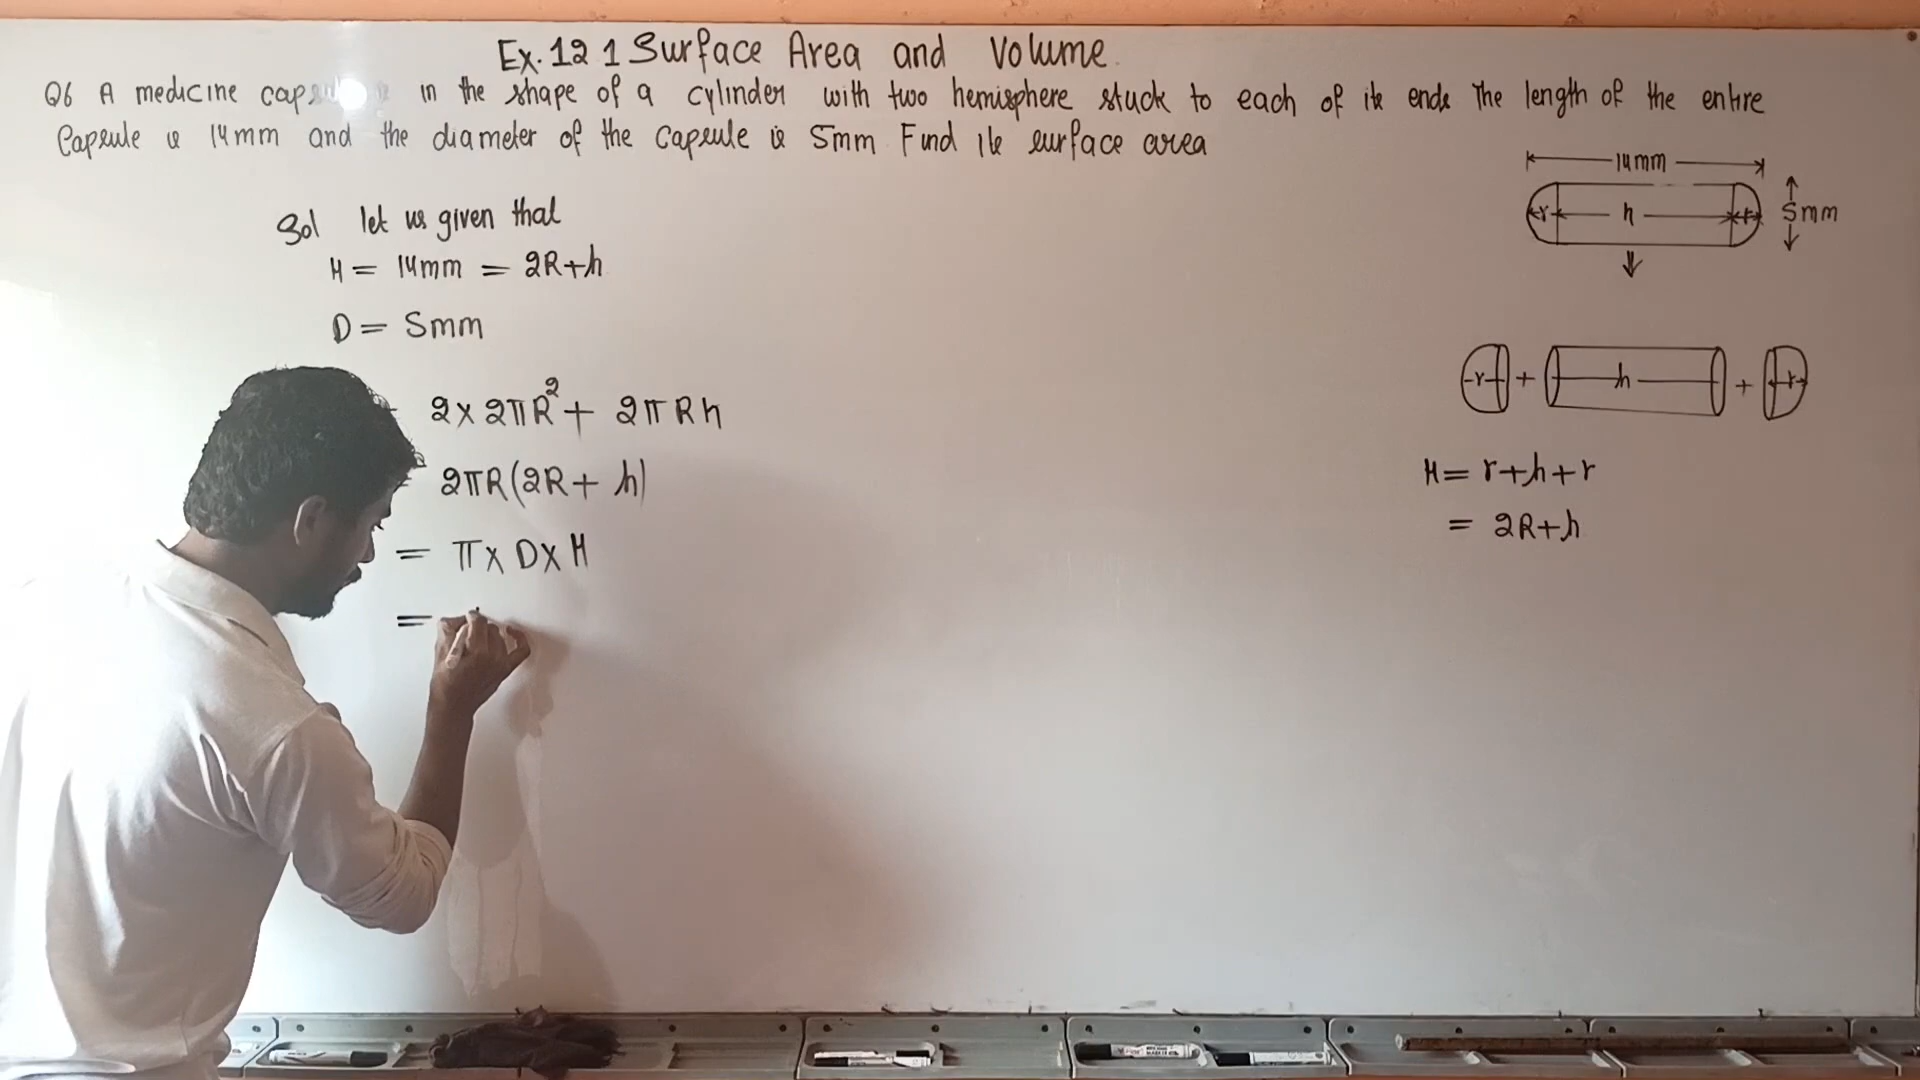 Ex. 12 1 Surface Area and Volume
Q6 A medicine in the shape of a cylinder with two hemisphere stuck to each of its ends The length of the entire
Capsule is 14mm and the diameter of the capsule is 5mm Find its surface area
Sol let us given that
H = 14mm = 2R+h
D = 5mm
2 x 2πR² + 2πRh
= 2πR(2R + h)
= π x D x H
=
14mm
r h r 5mm
r + h + r
H = r+h+r
= 2R+h